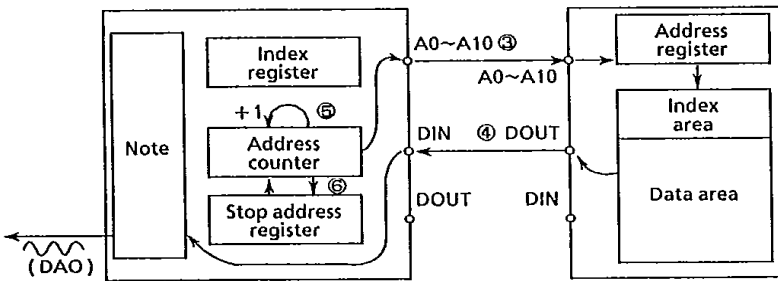 Note
Index
register
+1 ⑤
Address
counter
⑥
Stop address
register
(DAO)
A0~A10 ③
A0~A10
DIN ④ DOUT
DOUT DIN
Address
register
Index
area
Data area